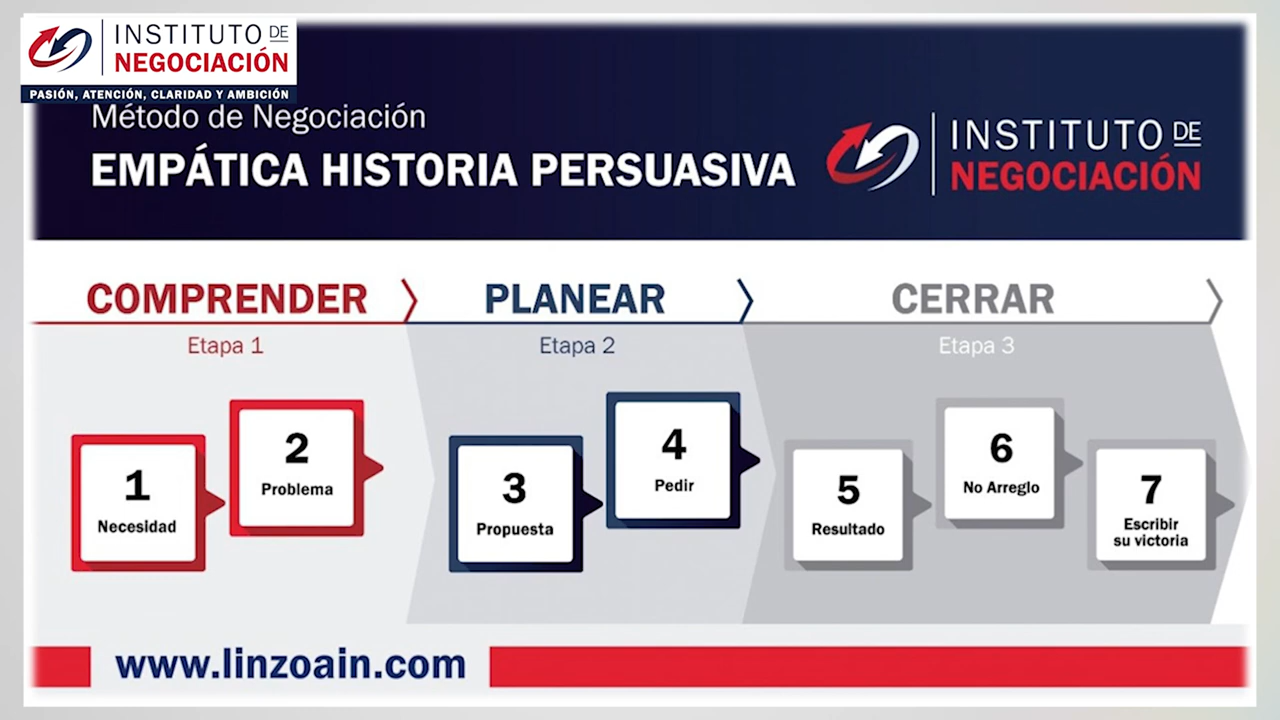 INSTITUTO DE
NEGOCIACIÓN
PASIÓN, ATENCIÓN, CLARIDAD Y AMBICIÓN
Método de Negociación
EMPÁTICA HISTORIA PERSUASIVA
INSTITUTO DE
NEGOCIACIÓN
COMPRENDER
PLANEAR
CERRAR
Etapa 1
Etapa 2
Etapa 3
1
Necesidad
2
Problema
3
Propuesta
4
Pedir
5
Resultado
6
No Arreglo
7
Escribir
su victoria
www.linzoain.com